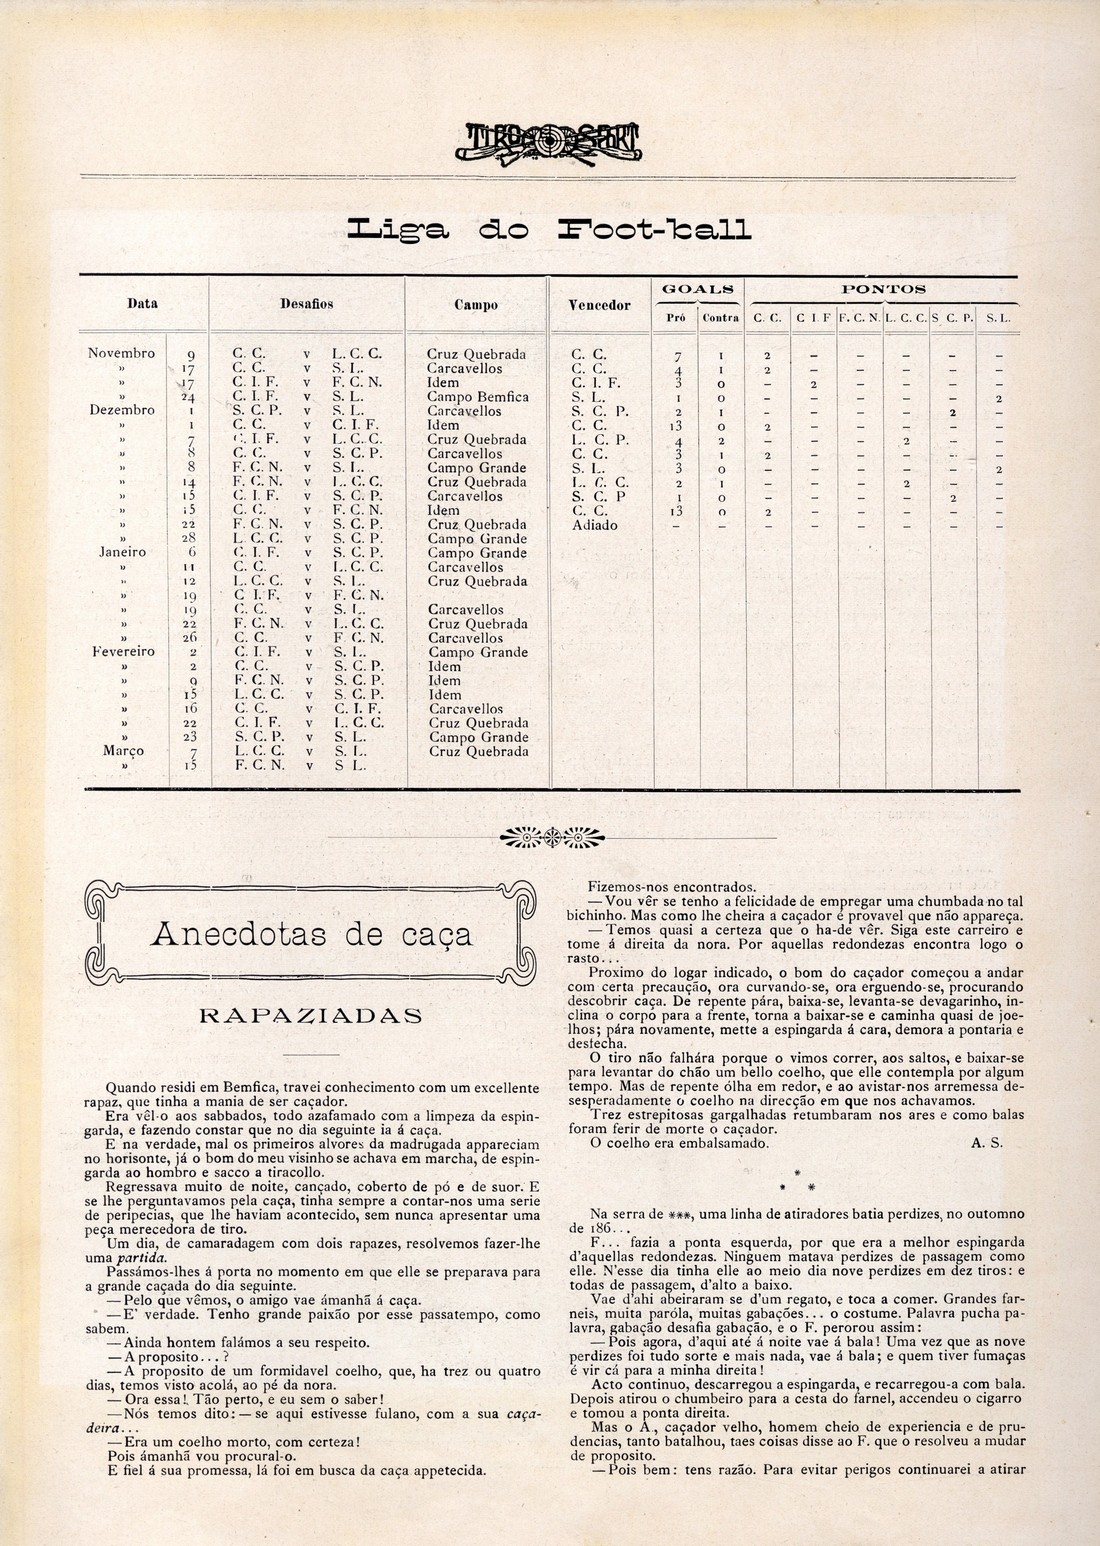 TIRO SPORT
Liga do Foot-ball
Data Desafios Campo Vencedor GOALS PONTOS
Pró Contra C. C. C I F F. C. N. L. C. C. S. C. P. S. L.
Novembro 9 C. C. v L. C. C. Cruz Quebrada C. C. 7 1 2 – – – – –
» 17 C. C. v S. L. Carcavellos C. C. 4 1 2 – – – – –
» 17 C. I. F. v F. C. N. Idem C. I. F. 3 0 – 2 – – – –
» 24 C. I. F. v S. L. Campo Bemfica S. L. 1 0 – – – – – 2
Dezembro 1 S. C. P. v S. L. Carcavellos S. C. P. 2 1 – – – – 2 –
» 1 C. C. v C. I. F. Idem C. C. 13 0 2 – – – – –
» 7 C. I. F. v L. C. C. Cruz Quebrada L. C. P. 4 2 – – – 2 – –
» 8 C. C. v S. C. P. Carcavellos C. C. 3 1 2 – – – – –
» 8 F. C. N. v S. L. Campo Grande S. L. 3 0 – – – – – 2
» 14 F. C. N. v L. C. C. Cruz Quebrada L. C. C. 2 1 – – – 2 – –
» 15 C. I. F. v S. C. P. Carcavellos S. C. P 1 0 – – – – 2 –
» 15 C. C. v F. C. N. Idem C. C. 13 0 2 – – – – –
» 22 F. C. N. v S. C. P. Cruz Quebrada Adiado – – – – – – – –
» 28 L. C. C. v S. C. P. Campo Grande
Janeiro 6 C. I. F. v S. C. P. Campo Grande
» 11 C. C. v L. C. C. Carcavellos
» 12 L. C. C. v S. L. Cruz Quebrada
» 19 C I. F. v F. C. N.
» 19 C. C. v S. L. Carcavellos
» 22 F. C. N. v L. C. C. Cruz Quebrada
» 26 C. C. v F C. N. Carcavellos
Fevereiro 2 C. I. F. v S. L. Campo Grande
» 2 C. C. v S. C. P. Idem
» 9 F. C. N. v S. C. P. Idem
» 15 L. C. C. v S. C. P. Idem
» 16 C. C. v C. I. F. Carcavellos
» 22 C. I. F. v L. C. C. Cruz Quebrada
» 23 S. C. P. v S. L. Campo Grande
Março 7 L. C. C. v S. L. Cruz Quebrada
» 15 F. C. N. v S L.
Anecdotas de caça
RAPAZIADAS
Quando residi em Bemfica, travei conhecimento com um excellente
rapaz, que tinha a mania de ser caçador.
Era vêl-o aos sabbados, todo azafamado com a limpeza da espin-
garda, e fazendo constar que no dia seguinte ia á caça.
E na verdade, mal os primeiros alvores da madrugada appareciam
no horisonte, já o bom do meu visinho se achava em marcha, de espin-
garda ao hombro e sacco a tiracollo.
Regressava muito de noite, cançado, coberto de pó e de suor. E
se lhe perguntavamos pela caça, tinha sempre a contar-nos uma serie
de peripecias, que lhe haviam acontecido, sem nunca apresentar uma
peça merecedora de tiro.
Um dia, de camaradagem com dois rapazes, resolvemos fazer-lhe
uma partida.
Passámos-lhes á porta no momento em que elle se preparava para
a grande caçada do dia seguinte.
—Pelo que vêmos, o amigo vae ámanhã á caça.
—E' verdade. Tenho grande paixão por esse passatempo, como
sabem.
—Ainda hontem falámos a seu respeito.
—A proposito...?
—A proposito de um formidavel coelho, que, ha trez ou quatro
dias, temos visto acolá, ao pé da nora.
—Ora essa!. Tão perto, e eu sem o saber!
—Nós temos dito:—se aqui estivesse fulano, com a sua caça-
deira...
—Era um coelho morto, com certeza!
Pois ámanhã vou procural-o.
E fiel á sua promessa, lá foi em busca da caça appetecida.
Fizemos-nos encontrados.
—Vou vêr se tenho a felicidade de empregar uma chumbada no tal
bichinho. Mas como lhe cheira a caçador é provavel que não appareça.
—Temos quasi a certeza que o ha-de vêr. Siga este carreiro e
tome á direita da nora. Por aquellas redondezas encontra logo o
rasto...
Proximo do logar indicado, o bom do caçador começou a andar
com certa precaução, ora curvando-se, ora erguendo-se, procurando
descobrir caça. De repente pára, baixa-se, levanta-se devagarinho, in-
clina o corpo para a frente, torna a baixar-se e caminha quasi de joe-
lhos; pára novamente, mette a espingarda á cara, demora a pontaria e
desfecha.
O tiro não falhára porque o vimos correr, aos saltos, e baixar-se
para levantar do chão um bello coelho, que elle contempla por algum
tempo. Mas de repente ólha em redor, e ao avistar-nos arremessa de-
sesperadamente o coelho na direcção em que nos achavamos.
Trez estrepitosas gargalhadas retumbaram nos ares e como balas
foram ferir de morte o caçador.
O coelho era embalsamado. A. S.
*
* *
Na serra de ***, uma linha de atiradores batia perdizes, no outomno
de 186...
F... fazia a ponta esquerda, por que era a melhor espingarda
d'aquellas redondezas. Ninguem matava perdizes de passagem como
elle. N'esse dia tinha elle ao meio dia nove perdizes em dez tiros: e
todas de passagem, d'alto a baixo.
Vae d'ahi abeiraram se d'um regato, e toca a comer. Grandes far-
neis, muita paróla, muitas gabações... o costume. Palavra pucha pa-
lavra, gabação desafia gabação, e o F. perorou assim:
—Pois agora, d'aqui até á noite vae á bala! Uma vez que as nove
perdizes foi tudo sorte e mais nada, vae á bala; e quem tiver fumaças
é vir cá para a minha direita!
Acto continuo, descarregou a espingarda, e recarregou-a com bala.
Depois atirou o chumbeiro para a cesta do farnel, accendeu o cigarro
e tomou a ponta direita.
Mas o A., caçador velho, homem cheio de experiencia e de pru-
dencias, tanto batalhou, taes coisas disse ao F. que o resolveu a mudar
de proposito.
—Pois bem: tens razão. Para evitar perigos continuarei a atirar